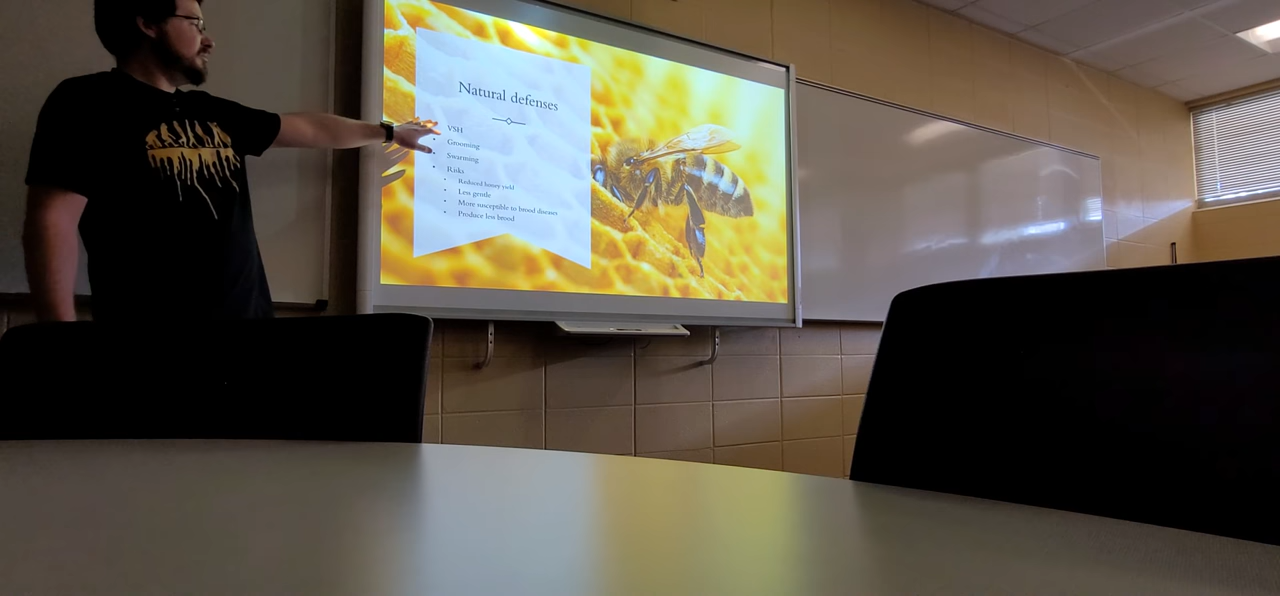 Natural defenses
VSH
Grooming
Swarming
Risks
Reduced honey yield
Less gentle
More susceptible to brood diseases
Produce less brood